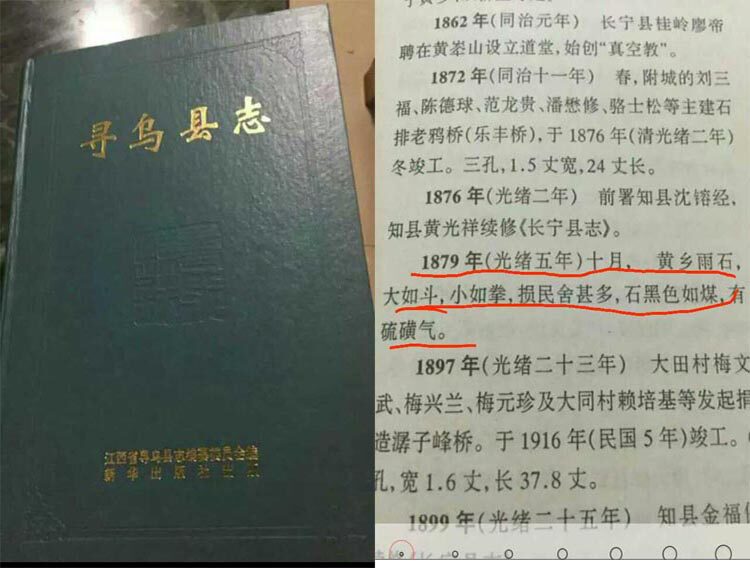 寻乌县志
江西省寻乌县志编纂委员会编
新华出版社出版
1862年(同治元年) 长宁县桂岭廖帝
聘在黄峚山设立道堂,始创“真空教”。
1872年(同治十一年) 春,附城的刘三
福、陈德球、范龙贵、潘懋修、骆士松等主建石
排老鸦桥(乐丰桥),于1876年(清光绪二年)
冬竣工。三孔,1.5丈宽,24丈长。
1876年(光绪二年) 前署知县沈镕经,
知县黄光祥续修《长宁县志》。
1879年(光绪五年)十月, 黄乡雨石,
大如斗,小如拳,损民舍甚多,石黑色如煤,有
硫磺气。
1897年(光绪二十三年) 大田村梅文
武、梅兴兰、梅元珍及大同村赖培基等发起捐
造潺子峰桥。于1916年(民国5年)竣工。
孔,宽1.6丈,长37.8丈。
1899年(光绪二十五年) 知县金福